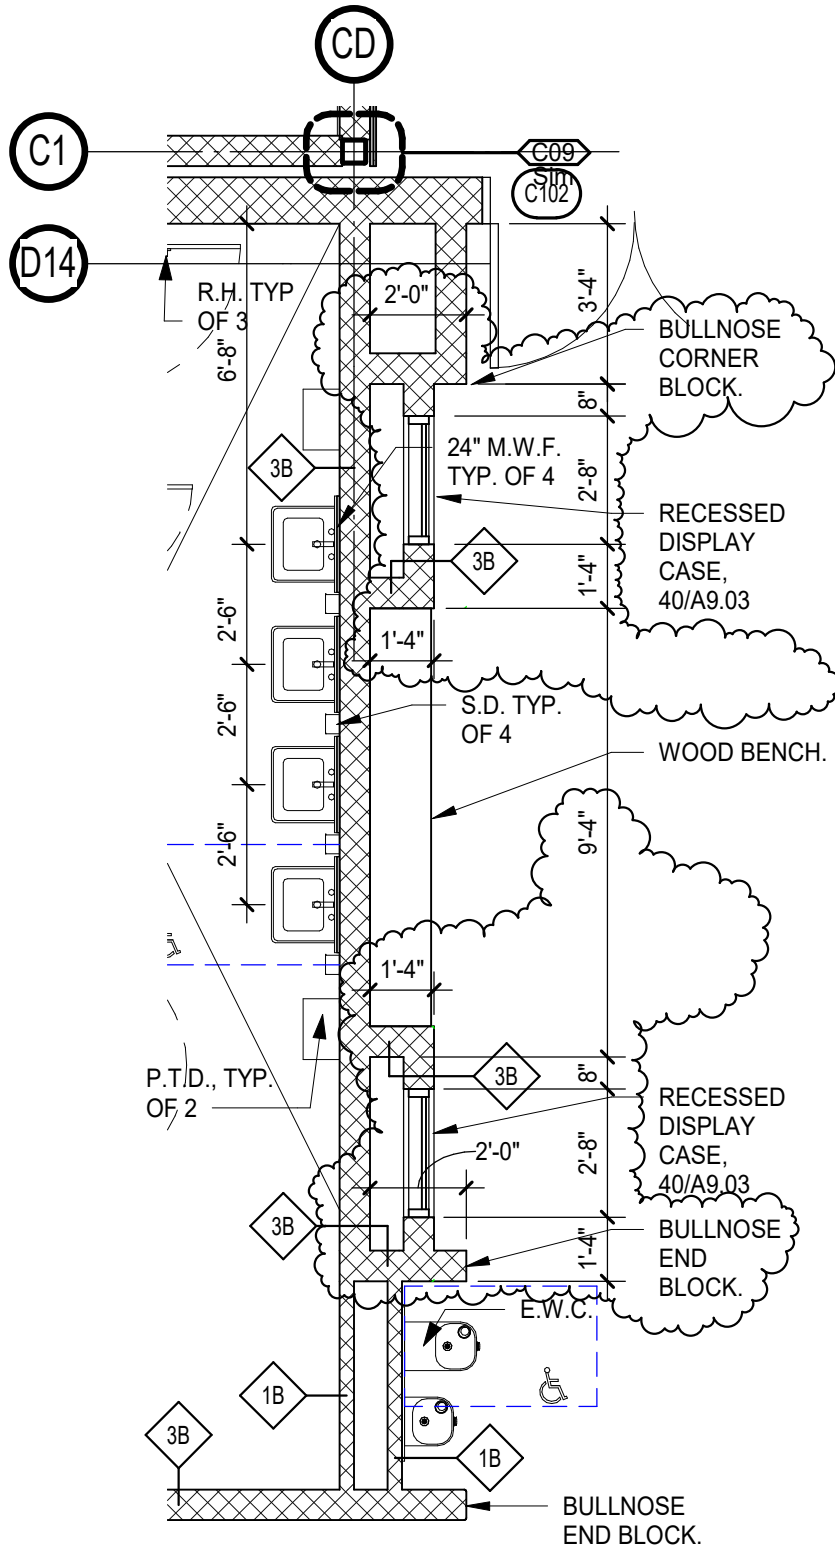 CD
C1
C09
Sim
C102
D14
R.H. TYP
OF 3
2'-0"
3'-4"
6'-8"
BULLNOSE
CORNER
BLOCK.
8"
24" M.W.F.
TYP. OF 4
3B
2'-8"
RECESSED
DISPLAY
CASE,
40/A9.03
3B
1'-4"
2'-6"
1'-4"
S.D. TYP.
OF 4
2'-6"
WOOD BENCH.
9'-4"
2'-6"
1'-4"
P.T.D., TYP.
OF 2
3B
8"
RECESSED
DISPLAY
CASE,
40/A9.03
2'-8"
2'-0"
3B
BULLNOSE
END
BLOCK.
1'-4"
E.W.C.
1B
3B
1B
BULLNOSE
END BLOCK.